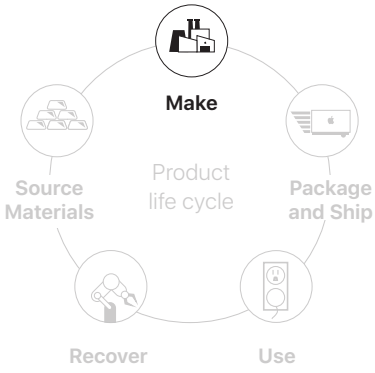 Make
Product
life cycle
Source
Materials
Package
and Ship
Recover
Use